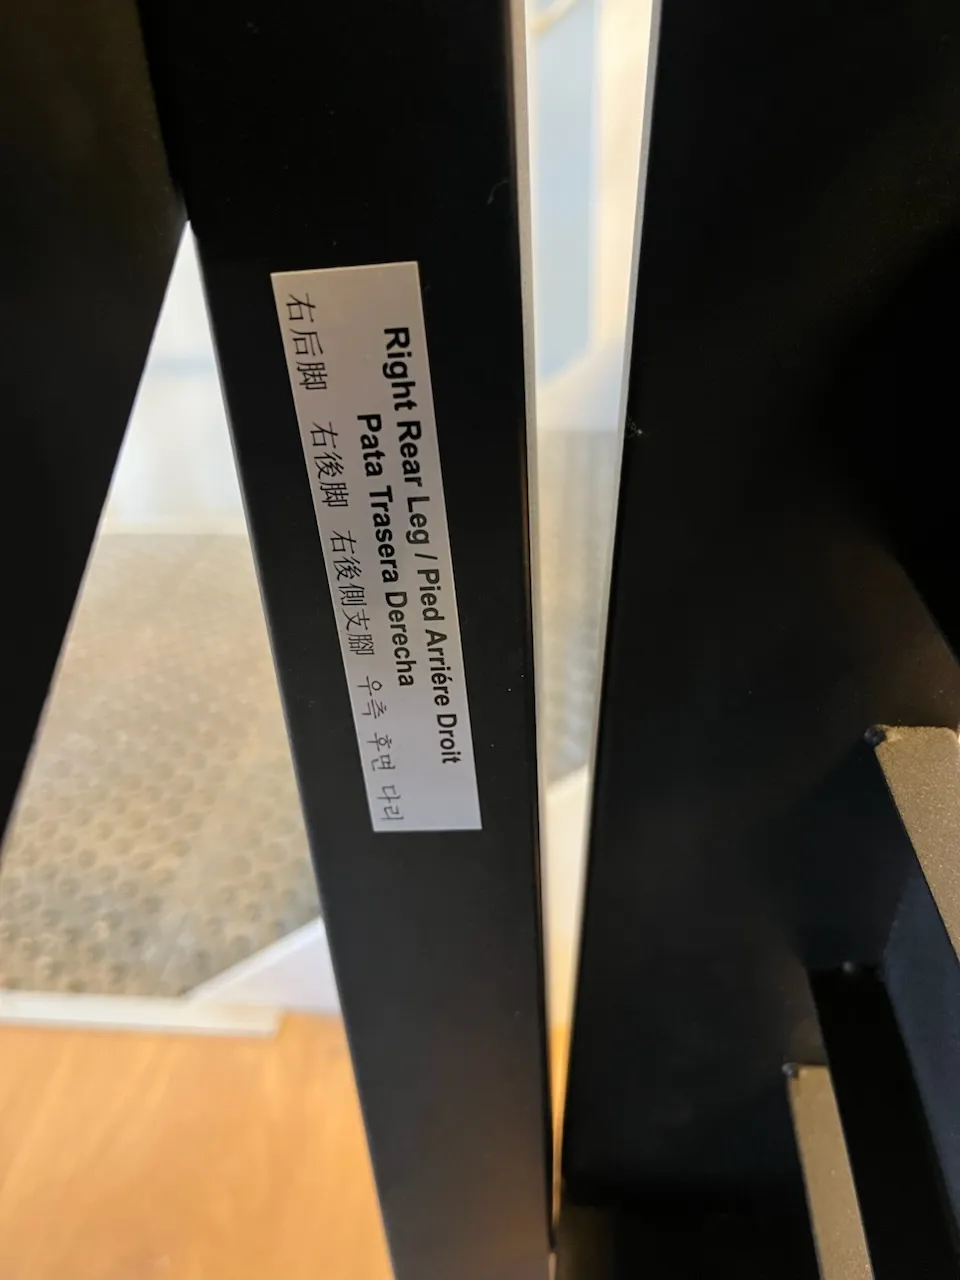 Right Rear Leg / Pied Arriére Droit
Pata Trasera Derecha
右后脚 右後脚 右後側支腳 우측 후면 다리